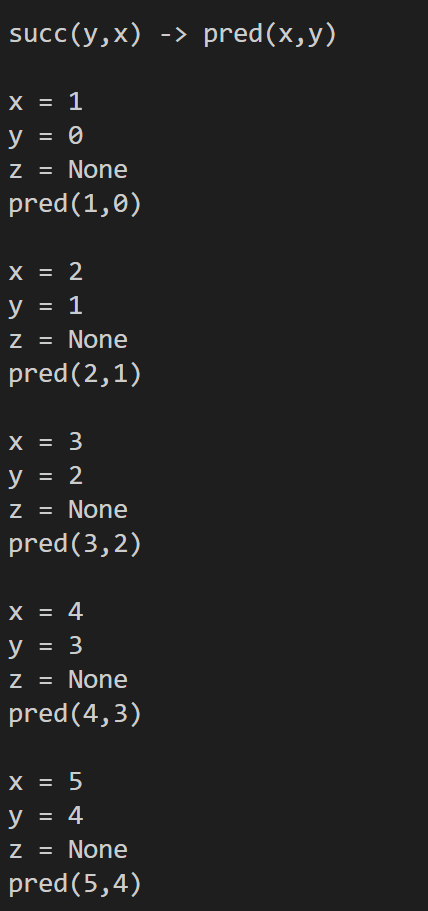 succ(y,x) -> pred(x,y)
x = 1
y = 0
z = None
pred(1,0)
x = 2
y = 1
z = None
pred(2,1)
x = 3
y = 2
z = None
pred(3,2)
x = 4
y = 3
z = None
pred(4,3)
x = 5
y = 4
z = None
pred(5,4)